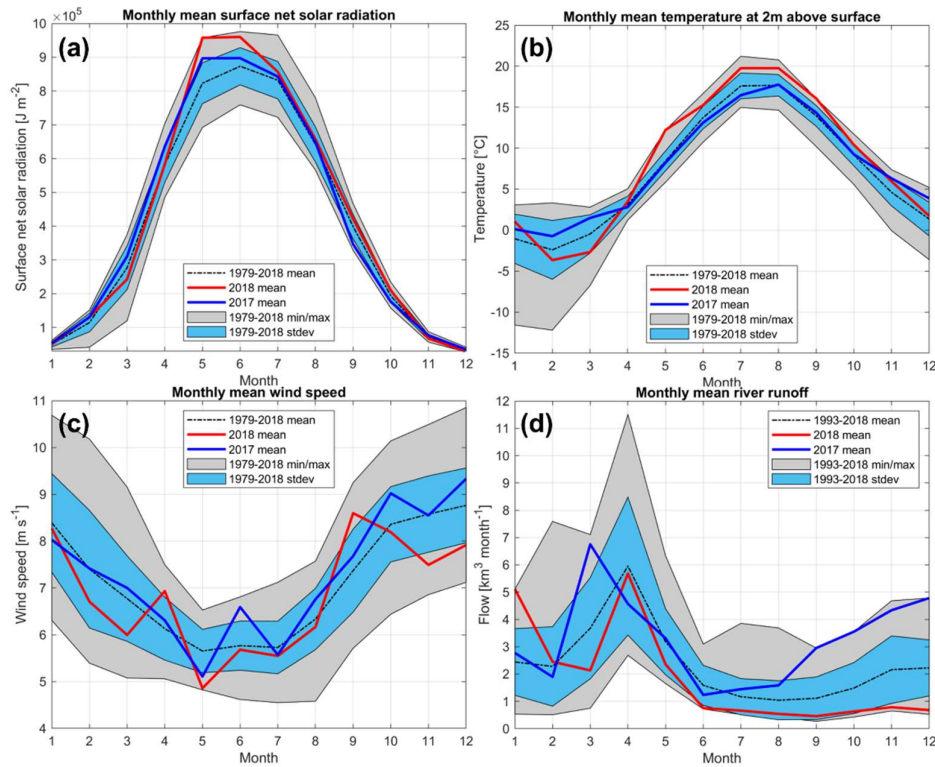 Monthly mean surface net solar radiation
(a)
×10⁵
Surface net solar radiation [J m⁻²]
10
9
8
7
6
5
4
3
2
1
1979-2018 mean
2018 mean
2017 mean
1979-2018 min/max
1979-2018 stdev
1 2 3 4 5 6 7 8 9 10 11 12
Month
Monthly mean temperature at 2m above surface
(b)
Temperature [°C]
25
20
15
10
5
0
-5
-10
-15
1979-2018 mean
2018 mean
2017 mean
1979-2018 min/max
1979-2018 stdev
1 2 3 4 5 6 7 8 9 10 11 12
Month
Monthly mean wind speed
(c)
Wind speed [m s⁻¹]
11
10
9
8
7
6
5
4
1979-2018 mean
2018 mean
2017 mean
1979-2018 min/max
1979-2018 stdev
1 2 3 4 5 6 7 8 9 10 11 12
Month
Monthly mean river runoff
(d)
Flow [km³ month⁻¹]
12
11
10
9
8
7
6
5
4
3
2
1
0
1993-2018 mean
2018 mean
2017 mean
1993-2018 min/max
1993-2018 stdev
1 2 3 4 5 6 7 8 9 10 11 12
Month